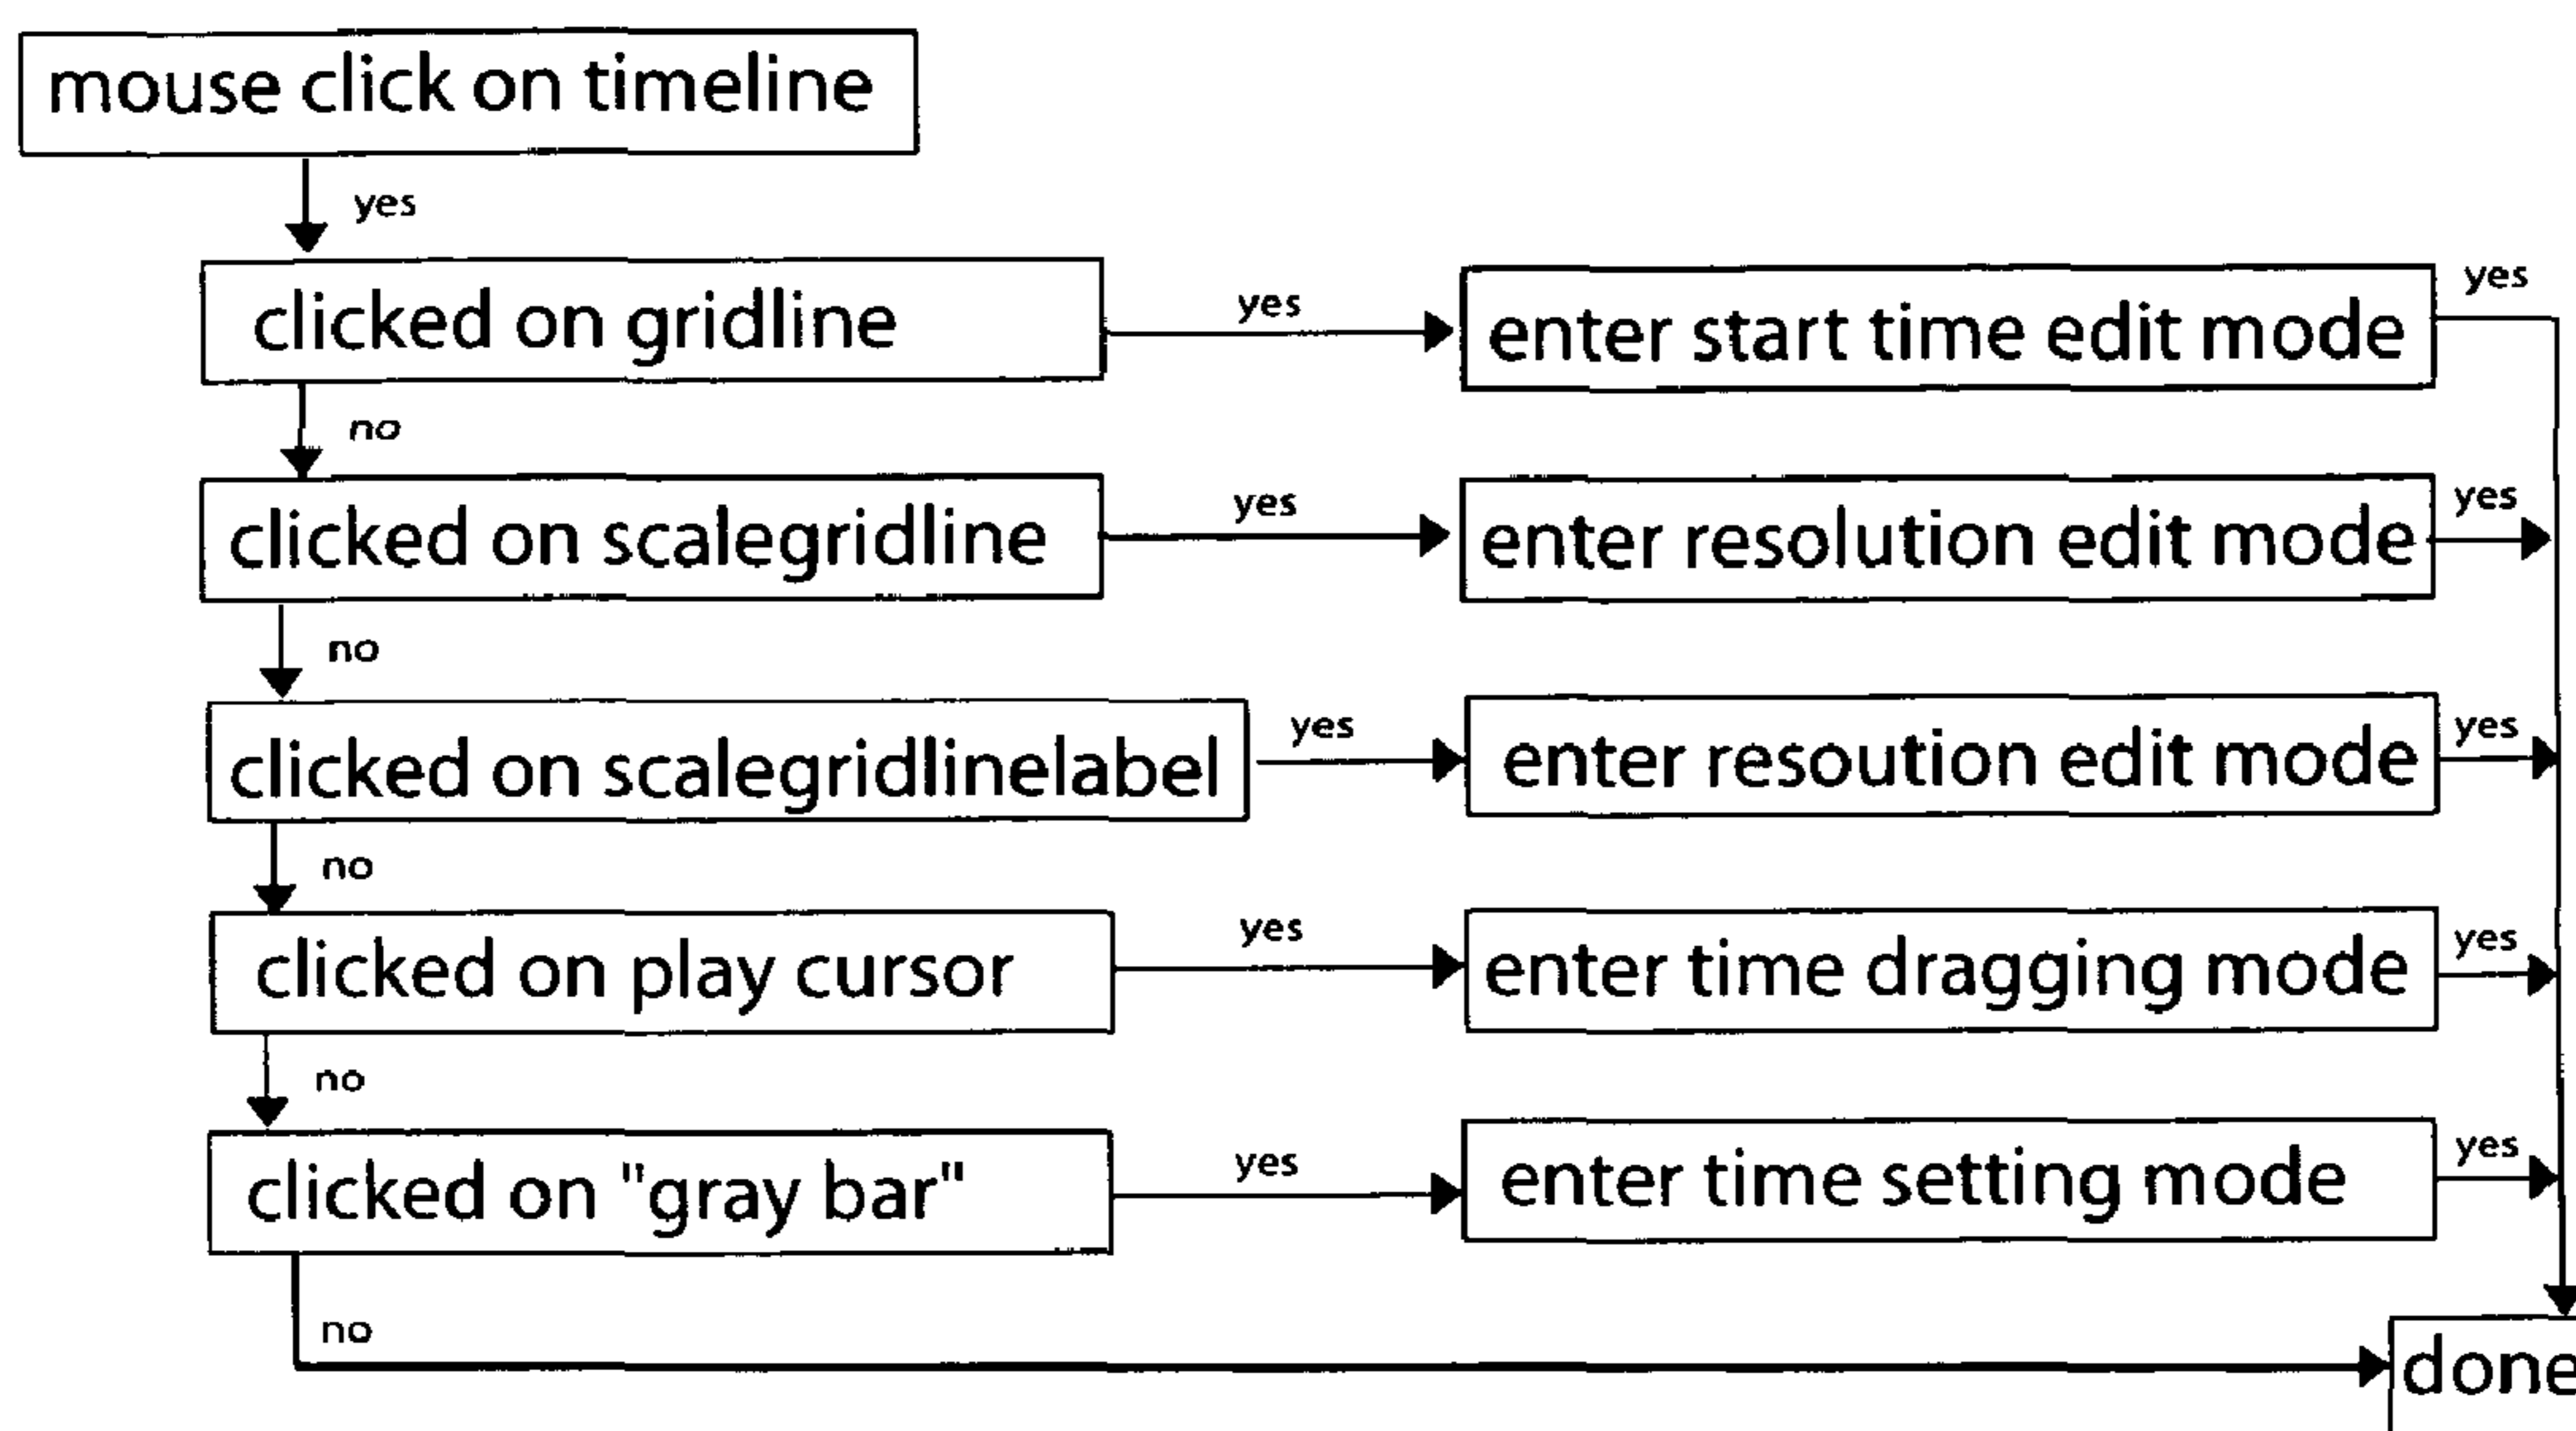 mouse click on timeline
yes
clicked on gridline
yes
enter start time edit mode
yes
no
clicked on scalegridline
yes
enter resolution edit mode
yes
no
clicked on scalegridlinelabel
yes
enter resoution edit mode
yes
no
clicked on play cursor
yes
enter time dragging mode
yes
no
clicked on "gray bar"
yes
enter time setting mode
yes
no
done